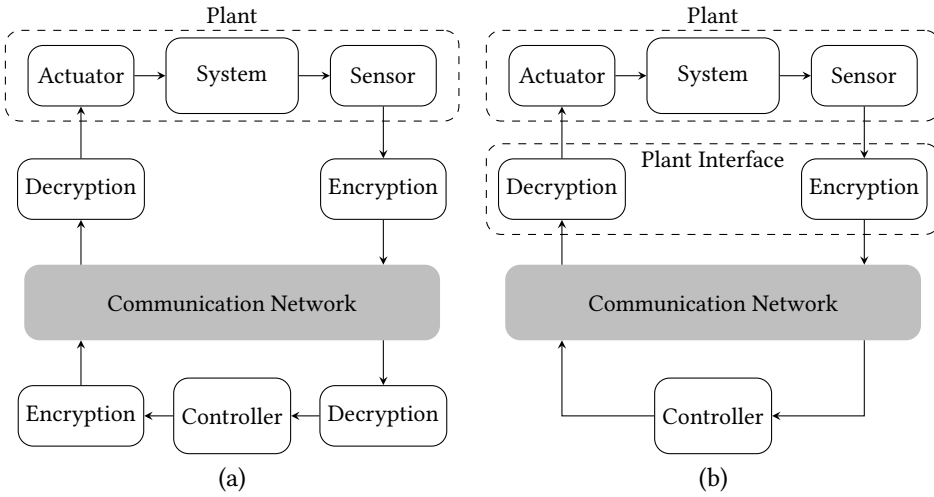 Plant
Actuator
System
Sensor
Decryption
Encryption
Communication Network
Encryption
Controller
Decryption
(a)
Plant
Actuator
System
Sensor
Plant Interface
Decryption
Encryption
Communication Network
Controller
(b)